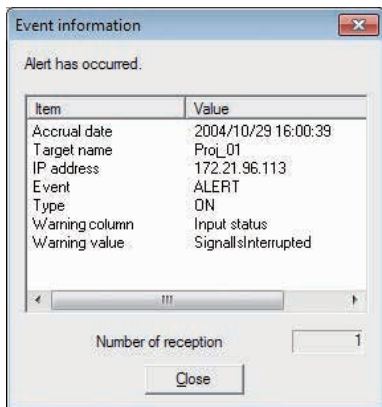 Event information
Alert has occurred.
Item Value
Accrual date 2004/10/29 16:00:39
Target name Proj_01
IP address 172.21.96.113
Event ALERT
Type ON
Warning column Input status
Warning value SignalIsInterrupted
Number of reception 1
Close